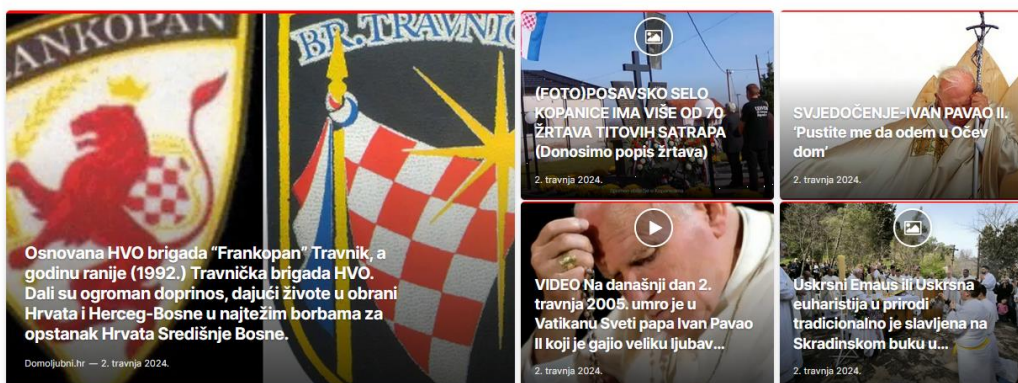 ANKOPAN
BR. TRAVNIC
Osnovana HVO brigada “Frankopan” Travnik, a
godinu ranije (1992.) Travnička brigada HVO.
Dali su ogroman doprinos, dajući živote u obrani
Hrvata i Herceg-Bosne u najtežim borbama za
opstanak Hrvata Središnje Bosne.
Domoljubni.hr — 2. travnja 2024.
(FOTO)POSAVSKO SELO
KOPANICE IMA VIŠE OD 70
ŽRTAVA TITOVIH SATRAPA
(Donosimo popis žrtava)
2. travnja 2024.
SVJEDOČENJE-IVAN PAVAO II.
‘Pustite me da odem u Očev
dom’
2. travnja 2024.
VIDEO Na današnji dan 2.
travnja 2005. umro je u
Vatikanu Sveti papa Ivan Pavao
II koji je gajio veliku ljubav...
2. travnja 2024.
Uskrsni Emaus ili Uskrsna
euharistija u prirodi
tradicionalno je slavljena na
Skradinskom buku u...
2. travnja 2024.